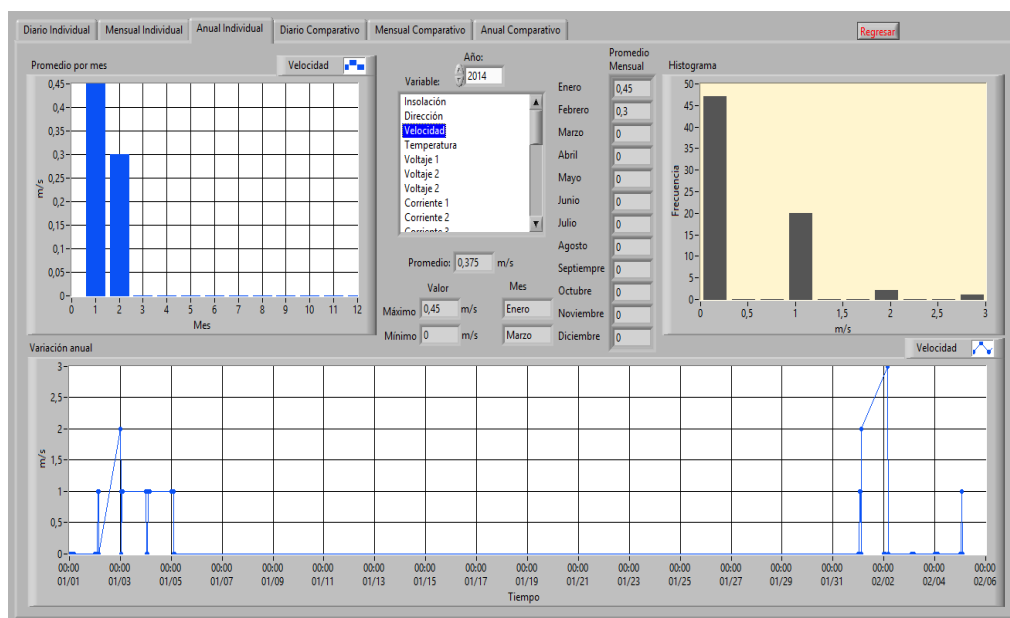 Diario Individual Mensual Individual Anual Individual Diario Comparativo Mensual Comparativo Anual Comparativo Regresar
Promedio por mes Velocidad
0,45-
0,4-
0,35-
0,3-
0,25-
0,2-
0,15-
0,1-
0,05-
0-
m/s
0 1 2 3 4 5 6 7 8 9 10 11 12
Mes
Año:
2014
Variable:
Insolación
Dirección
Velocidad
Temperatura
Voltaje 1
Voltaje 2
Voltaje 2
Corriente 1
Corriente 2
Corriente 3
Promedio: 0,375 m/s
Valor Mes
Máximo 0,45 m/s Enero
Mínimo 0 m/s Marzo
Promedio
Mensual
Enero 0,45
Febrero 0,3
Marzo 0
Abril 0
Mayo 0
Junio 0
Julio 0
Agosto 0
Septiempre 0
Octubre 0
Noviembre 0
Diciembre 0
Histograma
50-
45-
40-
35-
30-
25-
20-
15-
10-
5-
0-
Frecuencia
0 0,5 1 1,5 2 2,5 3
m/s
Variación anual Velocidad
3-
2,5-
2-
1,5-
1-
0,5-
0-
m/s
00:00 00:00 00:00 00:00 00:00 00:00 00:00 00:00 00:00 00:00 00:00 00:00 00:00 00:00 00:00 00:00 00:00 00:00 00:00
01/01 01/03 01/05 01/07 01/09 01/11 01/13 01/15 01/17 01/19 01/21 01/23 01/25 01/27 01/29 01/31 02/02 02/04 02/06
Tiempo